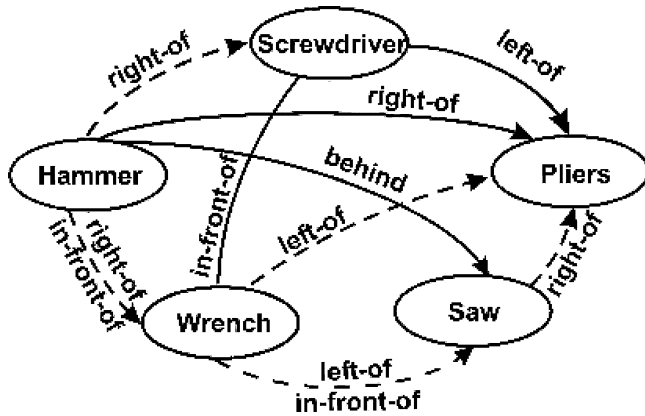 Screwdriver
right-of
left-of
right-of
behind
Hammer
Pliers
in-front-of
left-of
right-of
right-of
in-front-of
Wrench
Saw
left-of
in-front-of